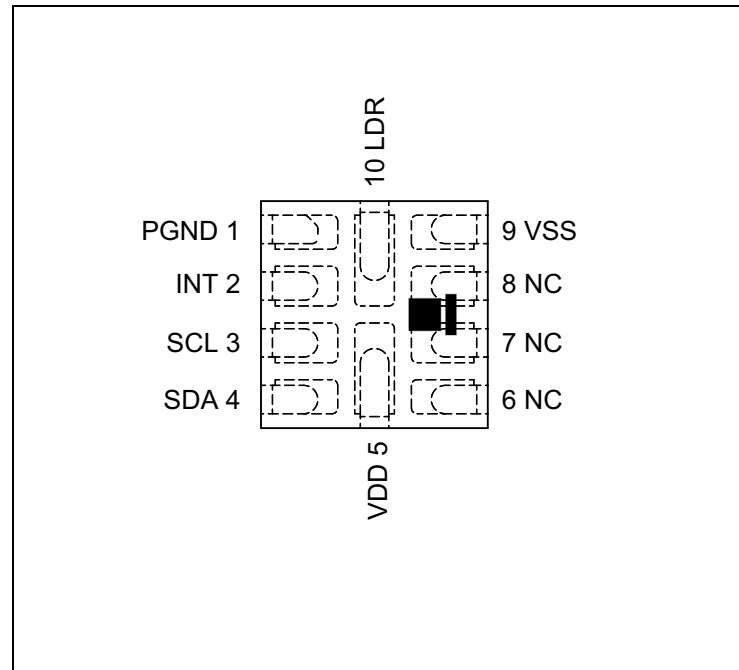 10 LDR
PGND 1
9 VSS
INT 2
8 NC
SCL 3
7 NC
SDA 4
6 NC
VDD 5